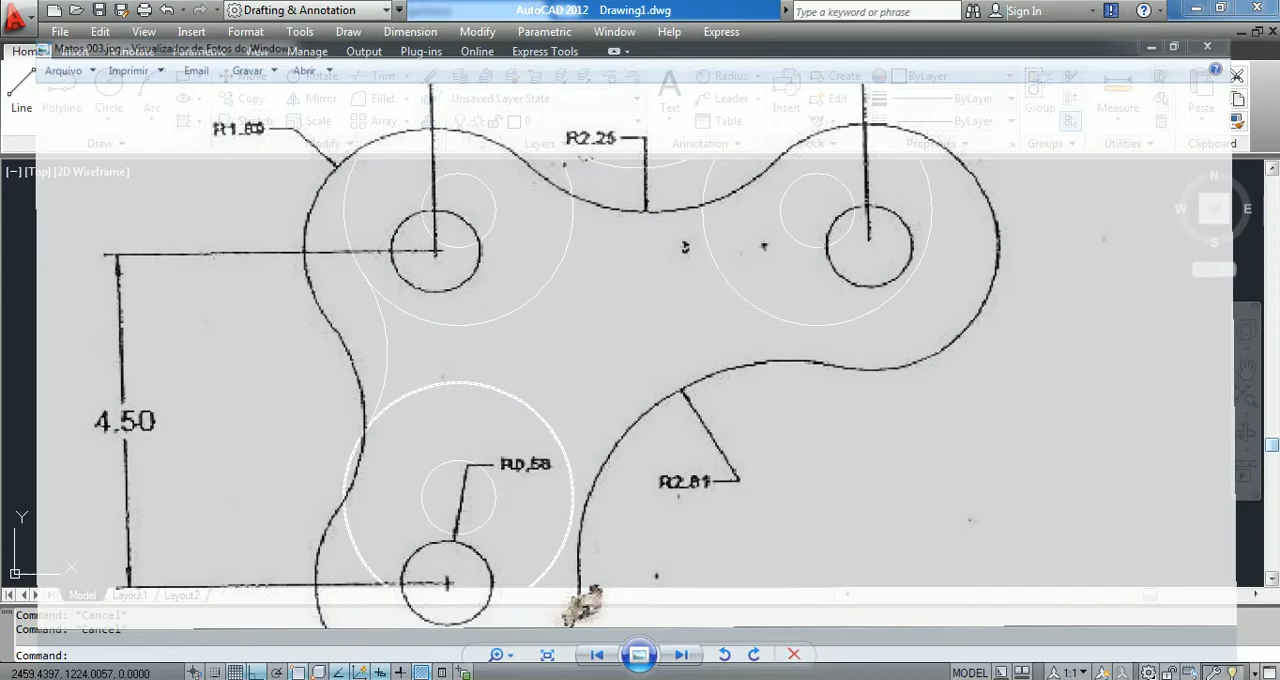 Drafting & Annotation
AutoCAD 2012 Drawing1.dwg
Type a keyword or phrase
Sign In
File Edit View Insert Format Tools Draw Dimension Modify Parametric Window Help Express
Matos 003.jpg - Visualizador de Fotos do Windows
Home Insert Manage Output Plug-ins Online Express Tools
Arquivo Imprimir Email Gravar Abrir
Rotate Trim Radius Create ByLayer
Line Polyline Circle Arc
Copy Mirror Fillet Unsaved Layer State Text Leader Insert Edit ByLayer Group Measure Paste
Scale Array 0 Table ByLayer
Draw Modify Layers Annotation Block Properties Groups Utilities Clipboard
[−] [Top] [2D Wireframe]
N
W TOP E
S
R2.25
4.50
R0.58
R2.81
Y
X
Model Layout1 Layout2
Command: "Cancel"
Command: "Cancel"
Command:
2459.4397, 1224.0057, 0.0000
MODEL
1:1